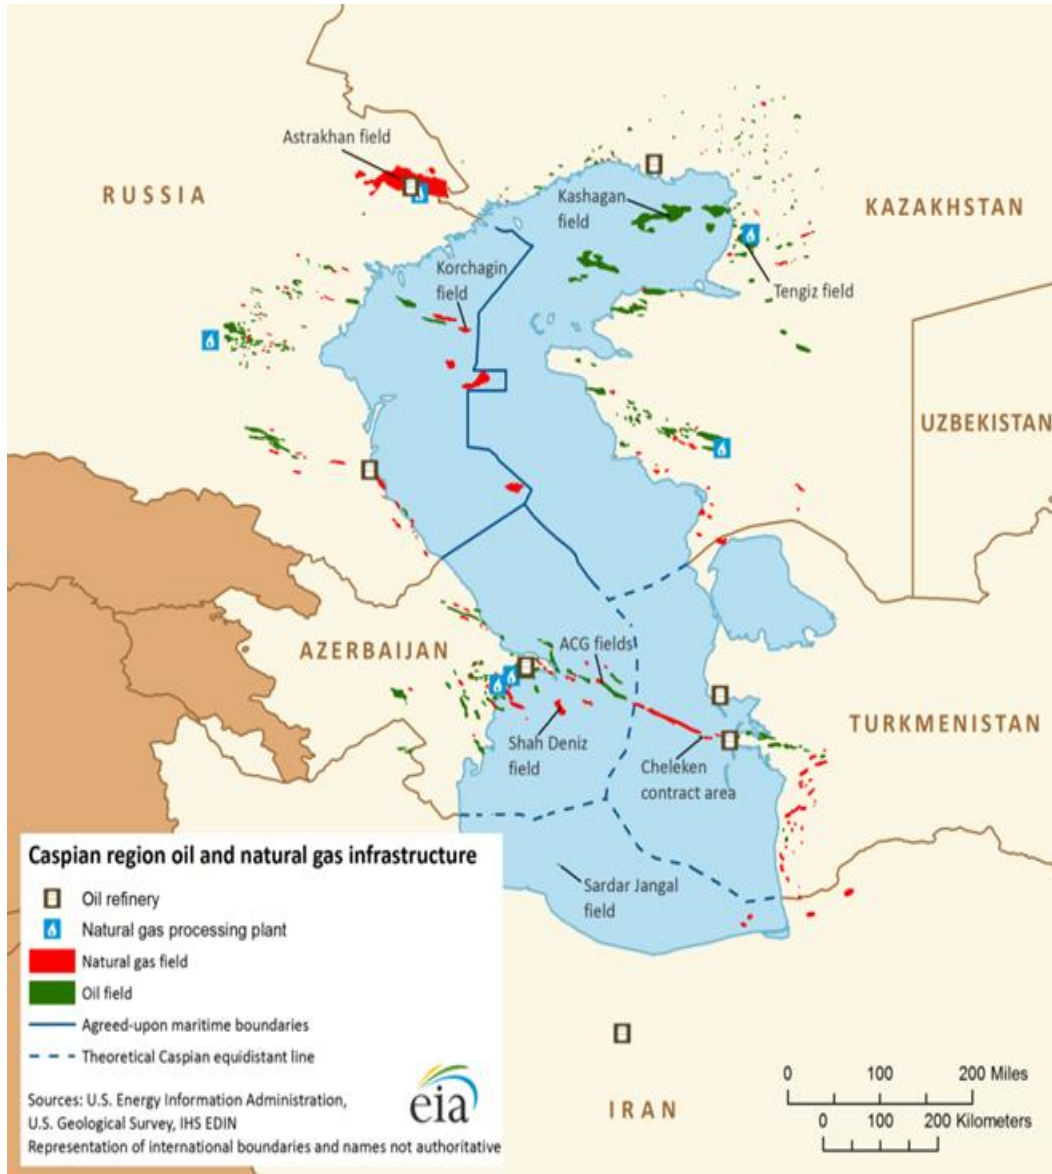 Astrakhan field
RUSSIA
Kashagan
field
KAZAKHSTAN
Korchagin
field
Tengiz field
UZBEKISTAN
AZERBAIJAN
ACG fields
TURKMENISTAN
Shah Deniz
field
Cheleken
contract area
Sardar Jangal
field
IRAN
Caspian region oil and natural gas infrastructure
Oil refinery
Natural gas processing plant
Natural gas field
Oil field
Agreed-upon maritime boundaries
Theoretical Caspian equidistant line
Sources: U.S. Energy Information Administration,
U.S. Geological Survey, IHS EDIN
Representation of international boundaries and names not authoritative
eia
0 100 200 Miles
0 100 200 Kilometers